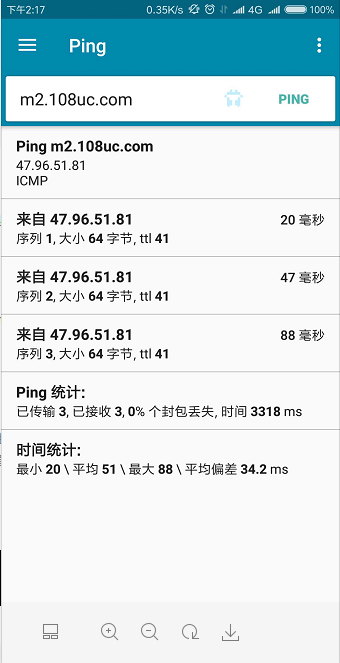 下午2:17 0.35K/s 4G 100%
Ping
m2.108uc.com PING
Ping m2.108uc.com
47.96.51.81
ICMP
来自 47.96.51.81 20 毫秒
序列 1, 大小 64 字节, ttl 41
来自 47.96.51.81 47 毫秒
序列 2, 大小 64 字节, ttl 41
来自 47.96.51.81 88 毫秒
序列 3, 大小 64 字节, ttl 41
Ping 统计:
已传输 3, 已接收 3, 0% 个封包丢失, 时间 3318 ms
时间统计:
最小 20 \ 平均 51 \ 最大 88 \ 平均偏差 34.2 ms